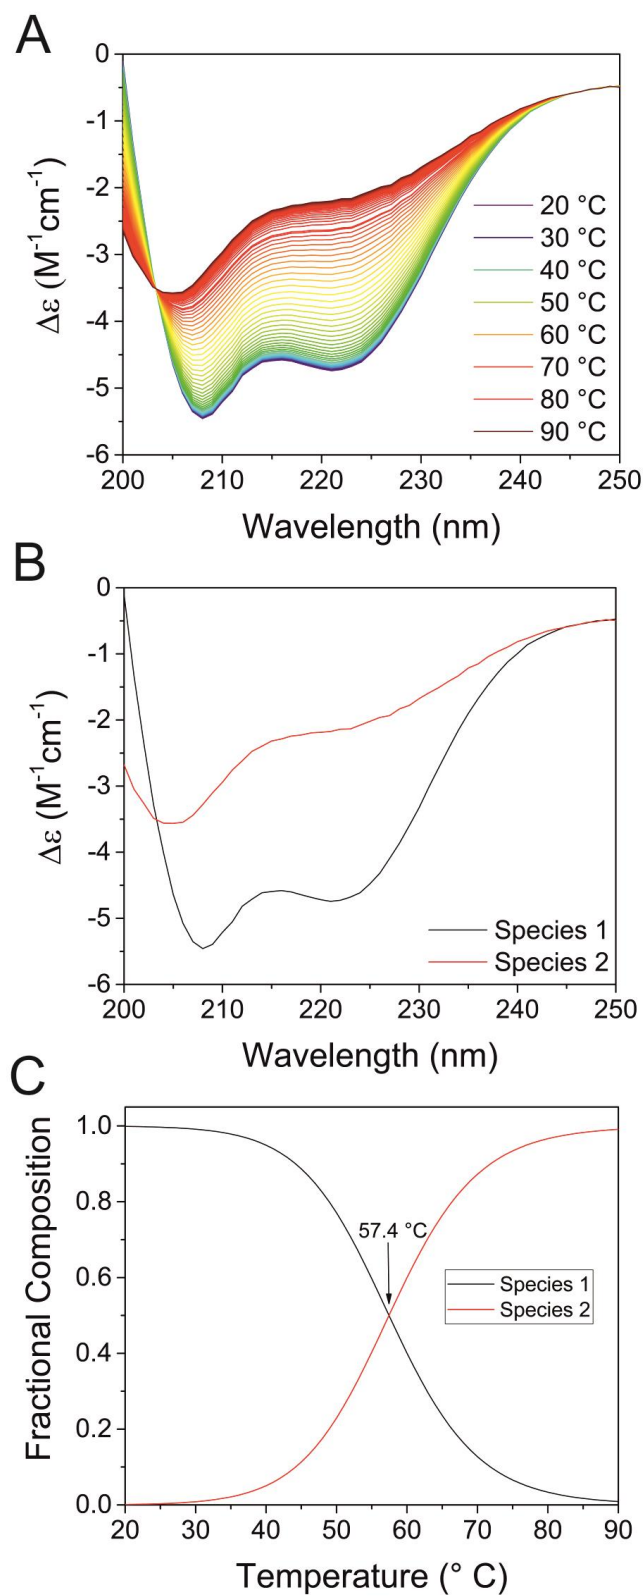 A
0
-1
-2
-3
-4
-5
-6
Δε (M⁻¹cm⁻¹)
20 °C
30 °C
40 °C
50 °C
60 °C
70 °C
80 °C
90 °C
200 210 220 230 240 250
Wavelength (nm)
B
0
-1
-2
-3
-4
-5
-6
Δε (M⁻¹cm⁻¹)
Species 1
Species 2
200 210 220 230 240 250
Wavelength (nm)
C
1.0
0.8
0.6
0.4
0.2
0.0
Fractional Composition
57.4 °C
Species 1
Species 2
20 30 40 50 60 70 80 90
Temperature (° C)